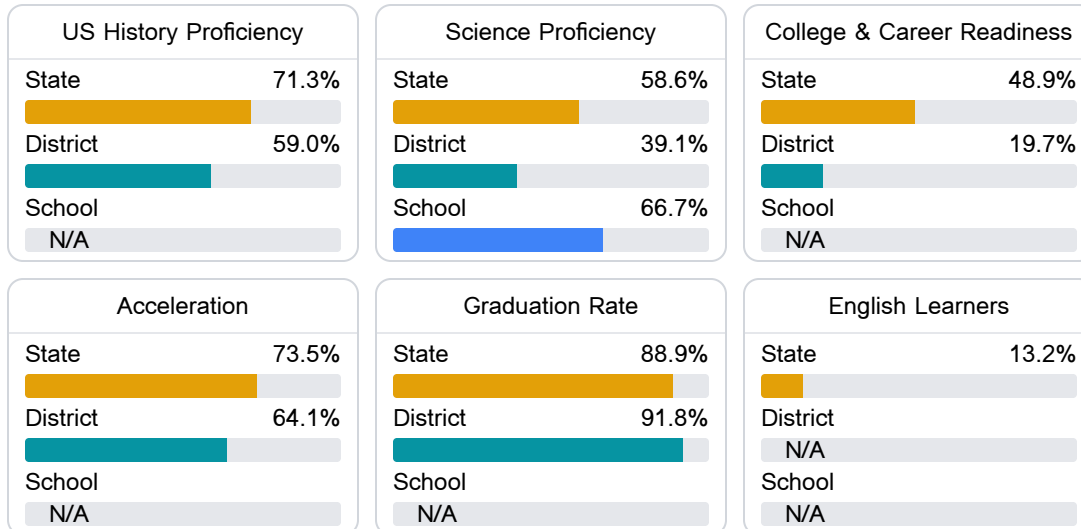 US History Proficiency
State 71.3%
District 59.0%
School
N/A
Science Proficiency
State 58.6%
District 39.1%
School 66.7%
College & Career Readiness
State 48.9%
District 19.7%
School
N/A
Acceleration
State 73.5%
District 64.1%
School
N/A
Graduation Rate
State 88.9%
District 91.8%
School
N/A
English Learners
State 13.2%
District
N/A
School
N/A